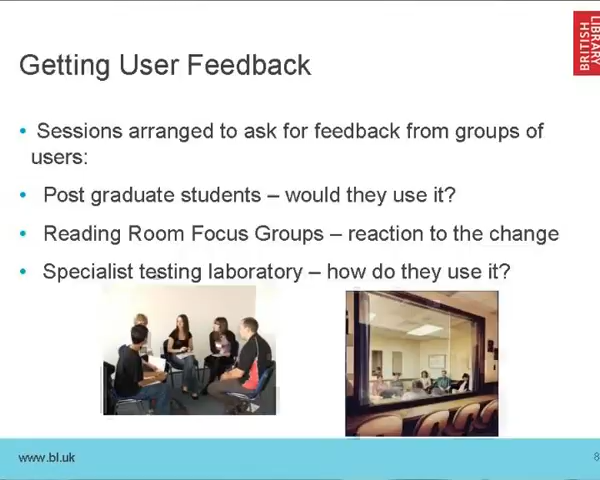 Getting User Feedback
BRITISH
LIBRARY
• Sessions arranged to ask for feedback from groups of
users:
• Post graduate students – would they use it?
• Reading Room Focus Groups – reaction to the change
• Specialist testing laboratory – how do they use it?
www.bl.uk
8